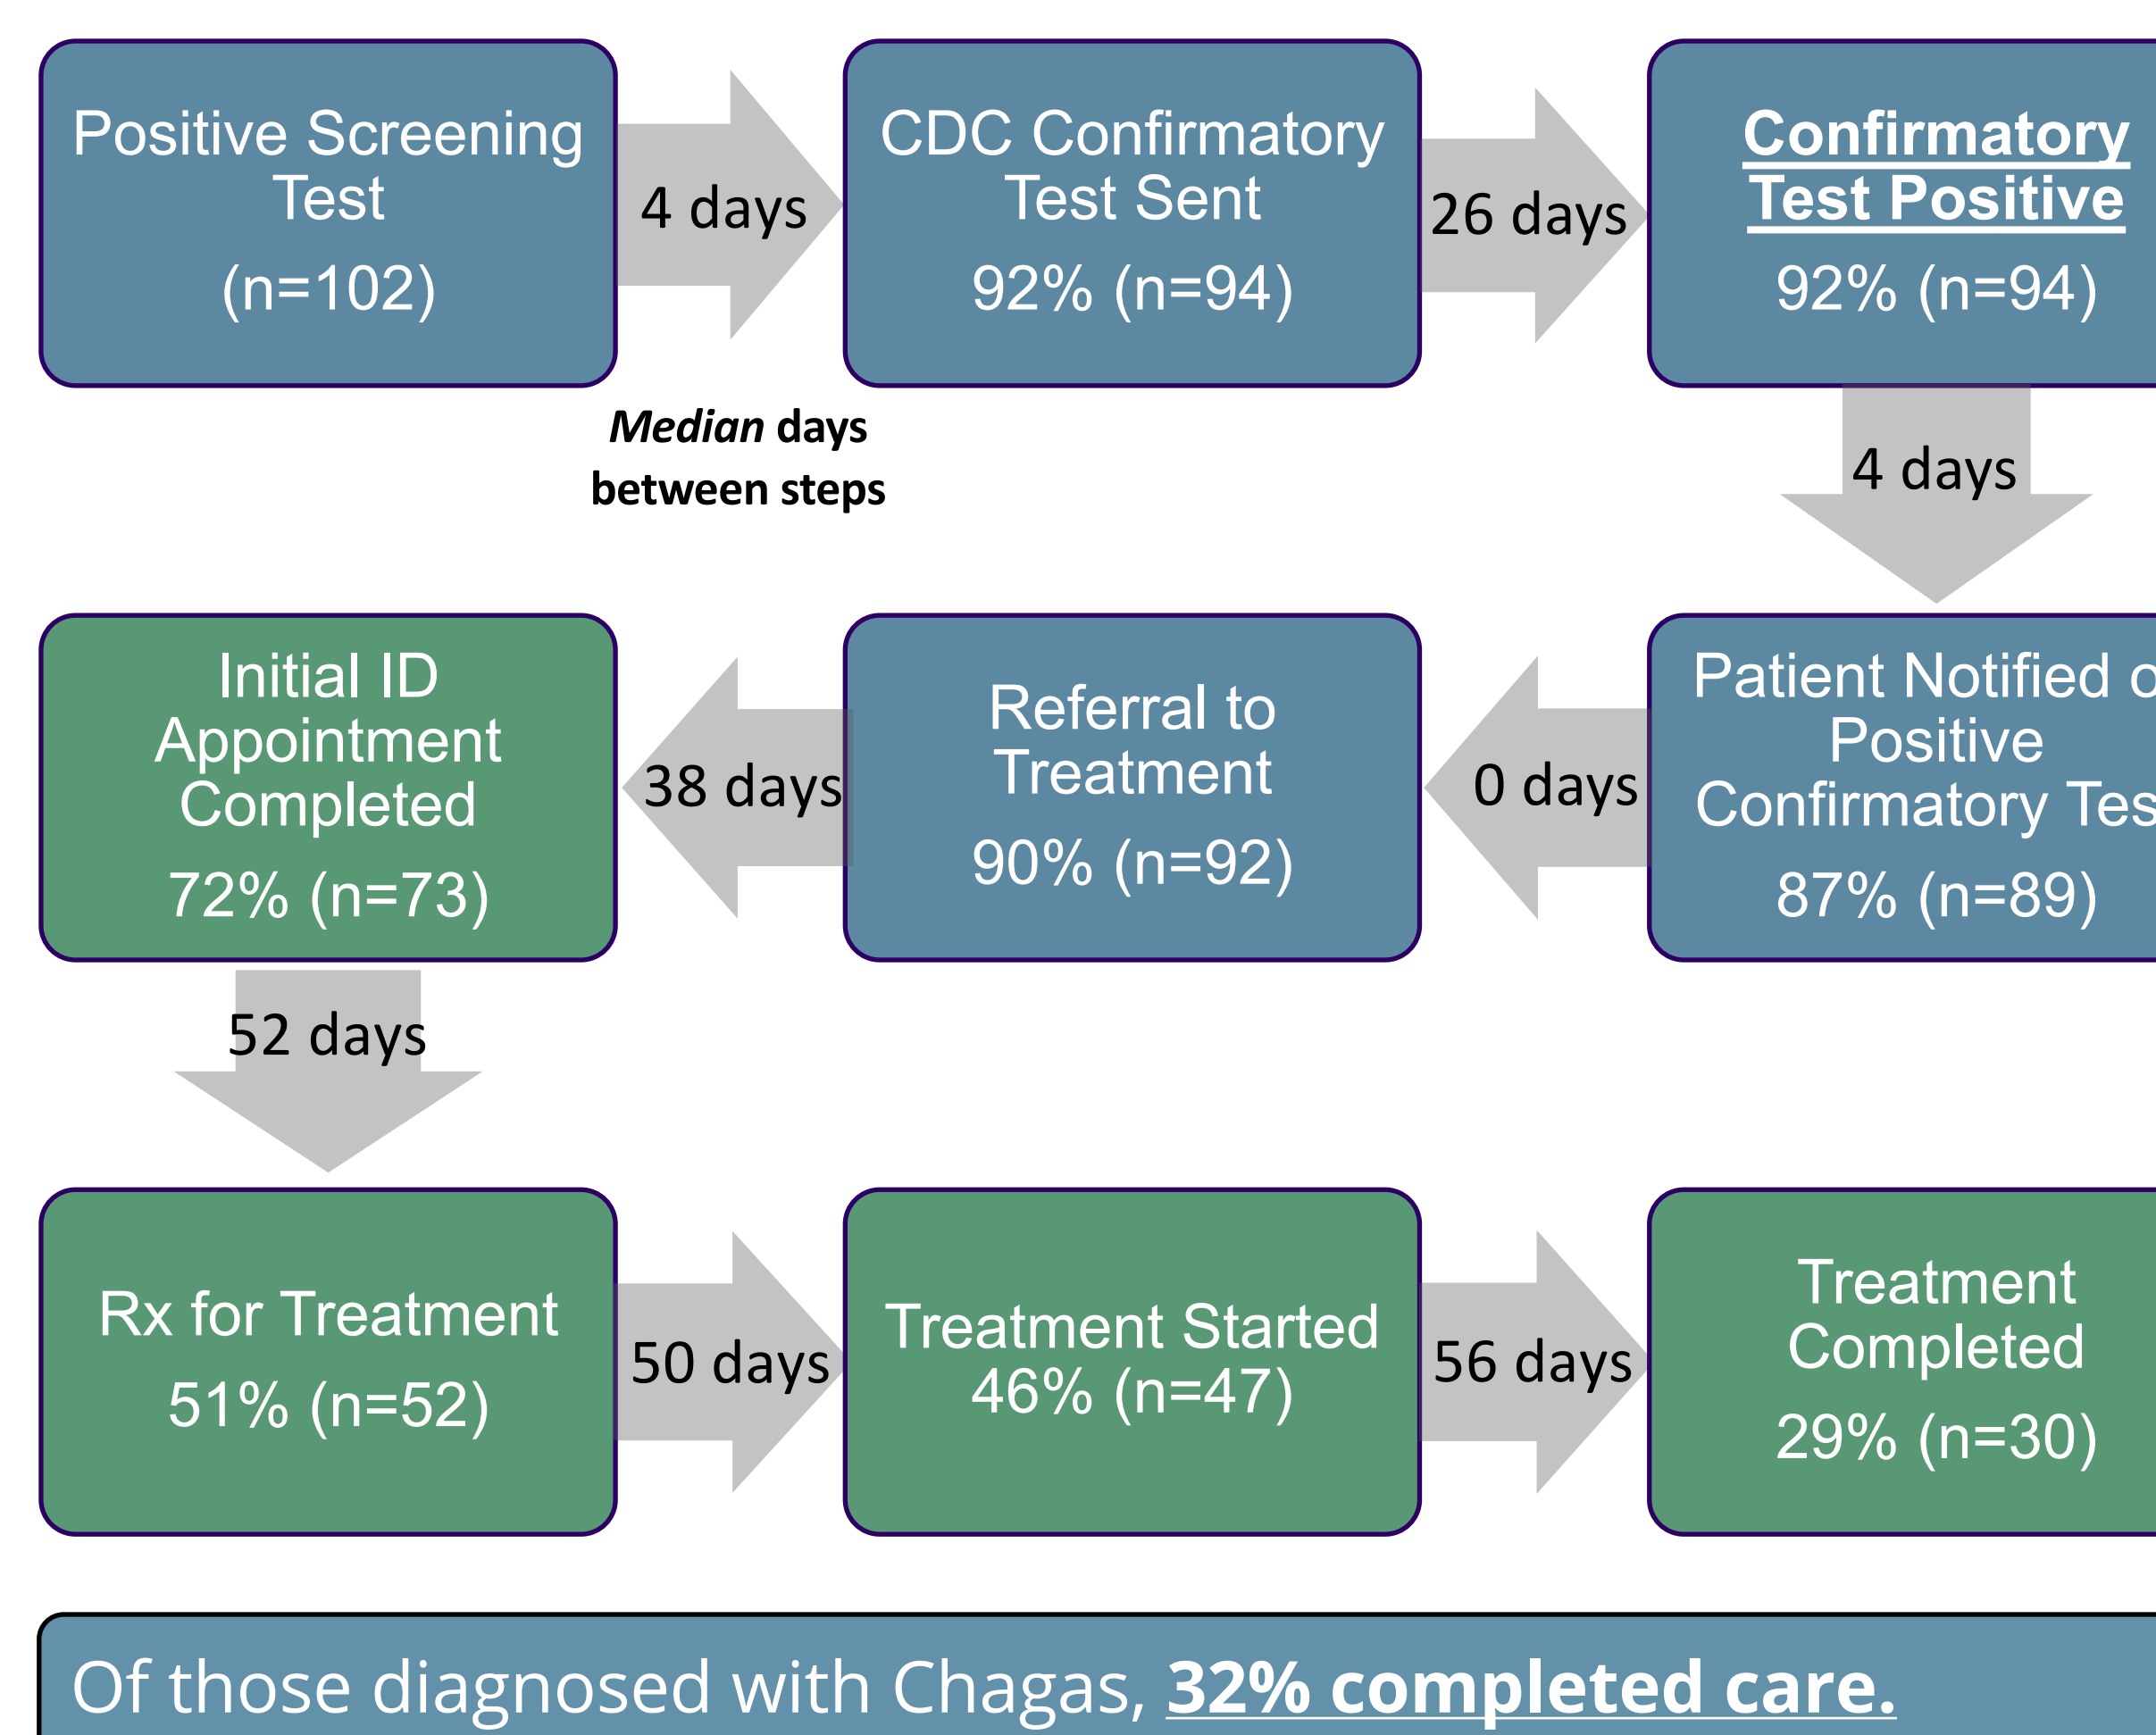 Positive Screening
Test
(n=102)
4 days
CDC Confirmatory
Test Sent
92% (n=94)
26 days
Confirmatory
Test Positive
92% (n=94)
Median days
between steps
4 days
Patient Notified
Positive
Confirmatory
87% (n=89)
0 days
Referral to
Treatment
90% (n=92)
38 days
Initial ID
Appointment
Completed
72% (n=73)
52 days
Rx for Treatment
51% (n=52)
50 days
Treatment Started
46% (n=47)
56 days
Treatment
Completed
29% (n=30)
Of those diagnosed with Chagas, 32% completed care.